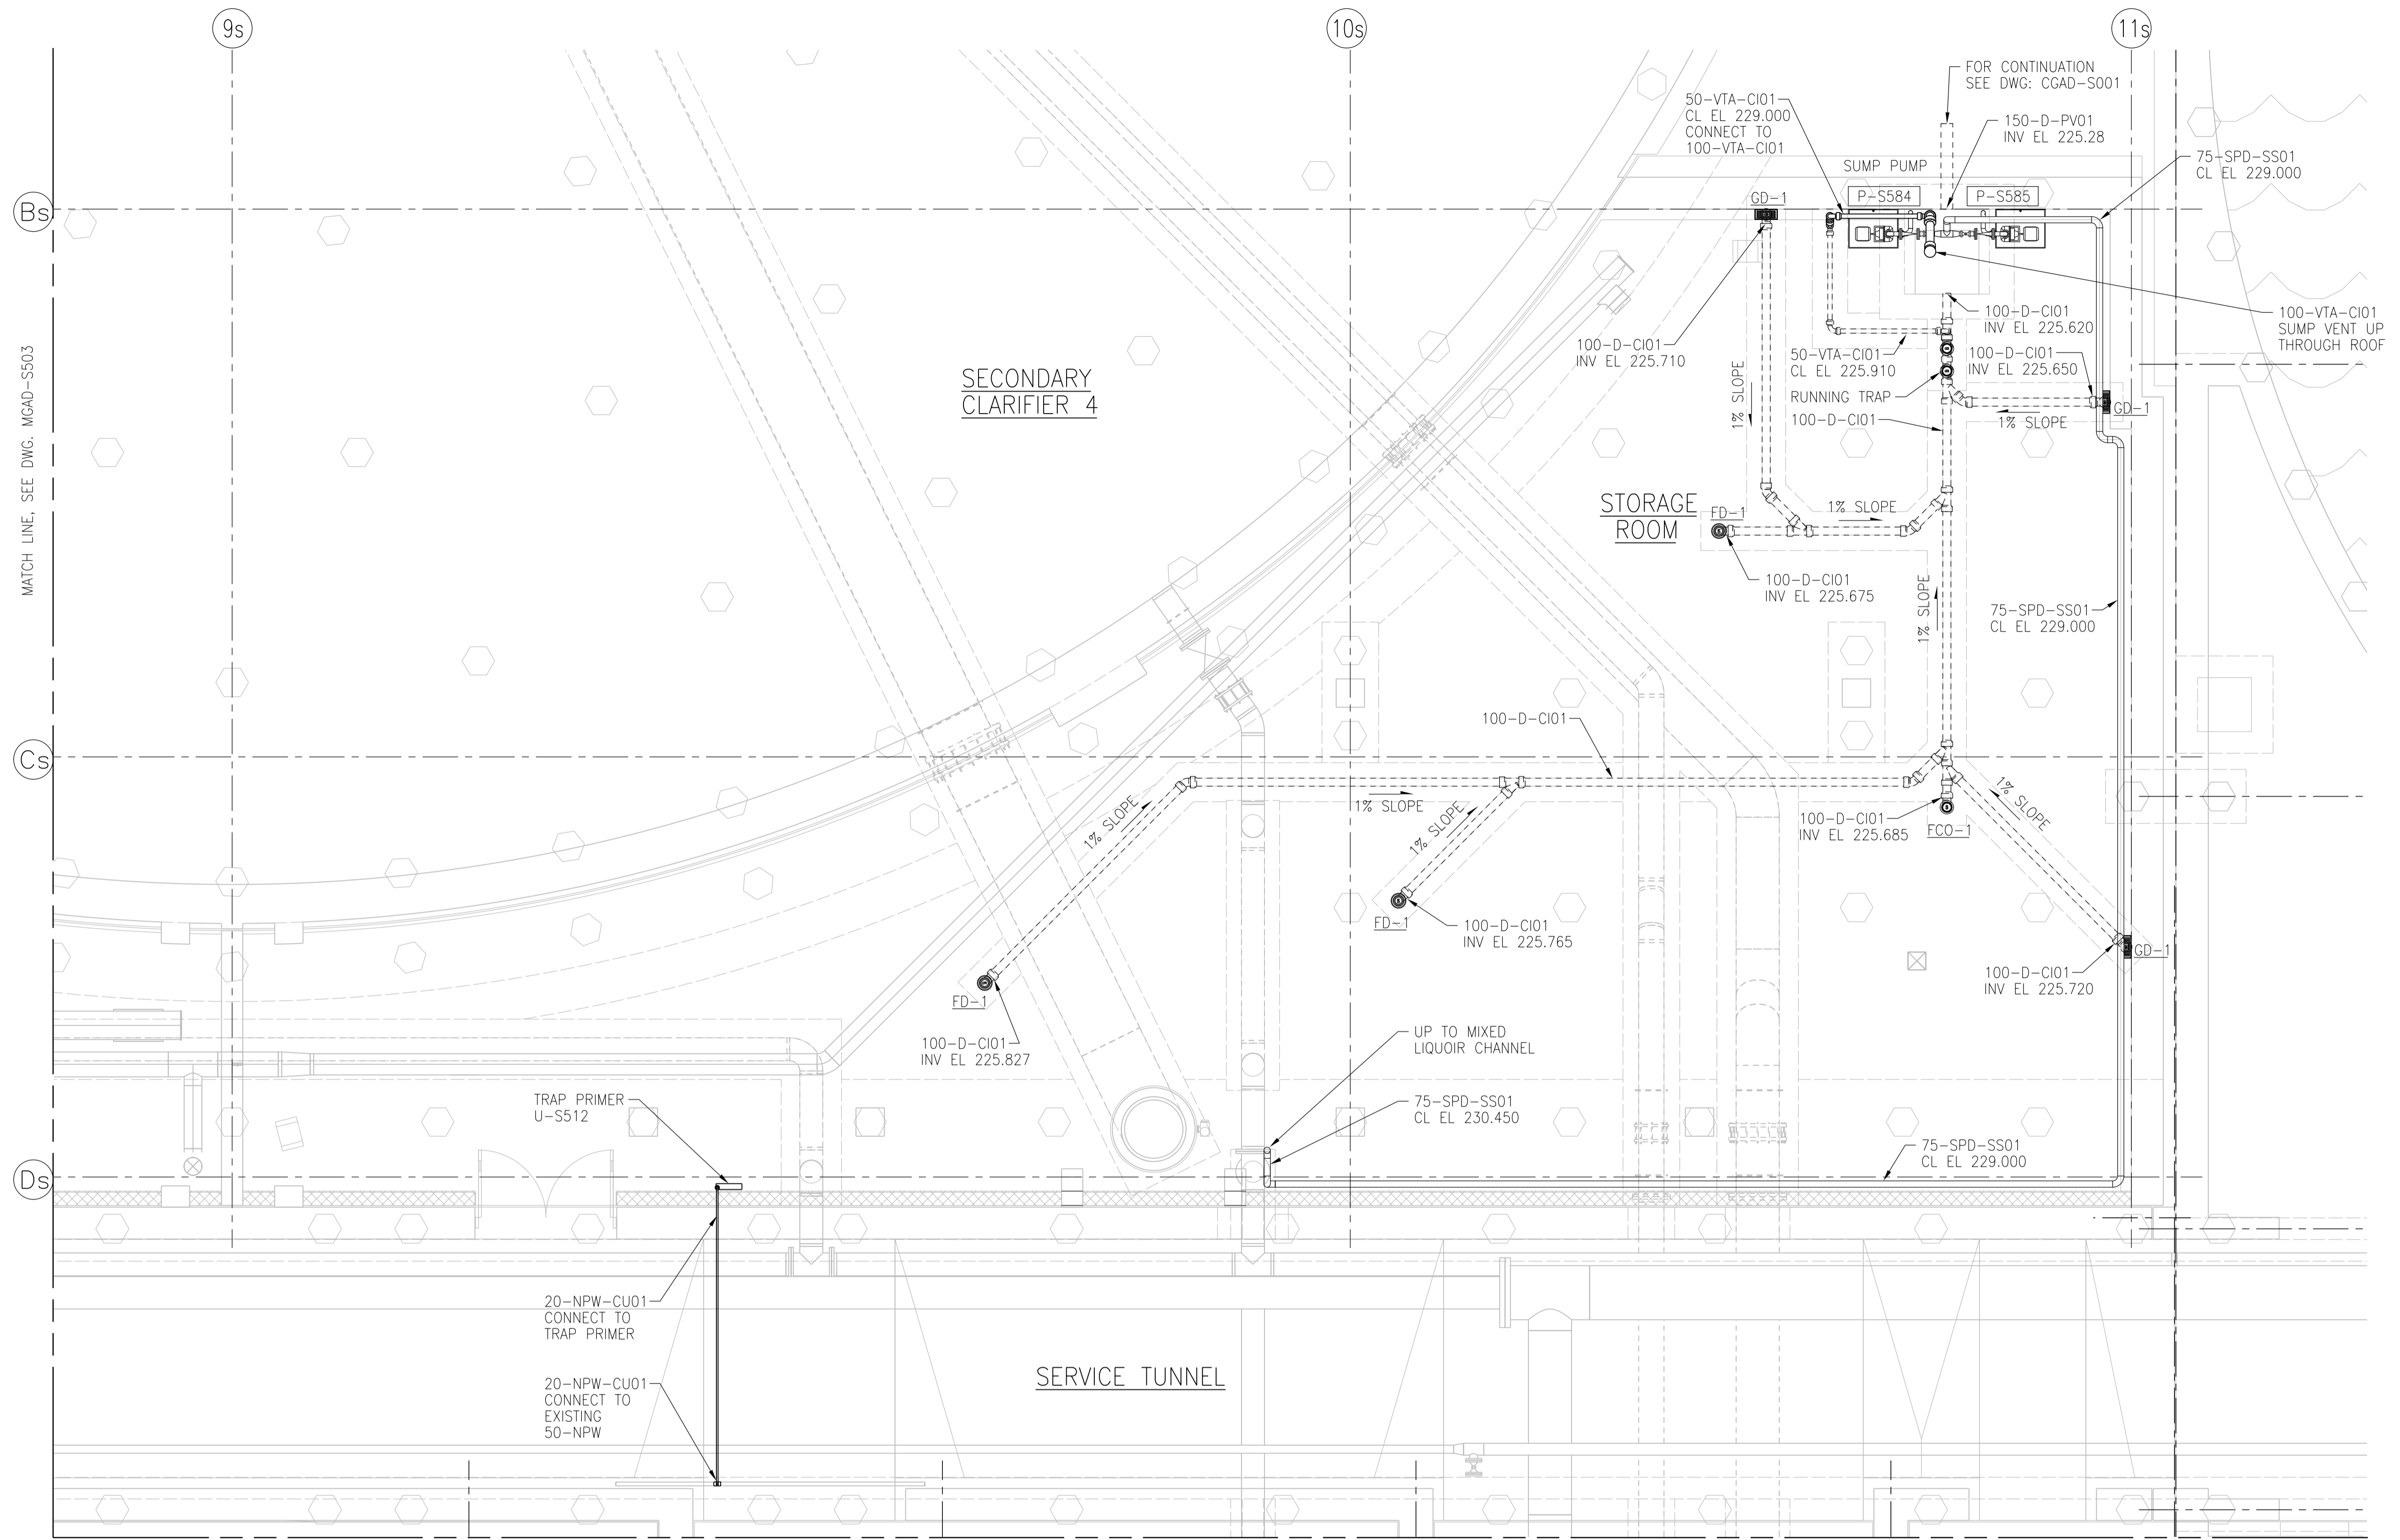 9s
10s
11s
Bs
Cs
Ds
MATCH LINE, SEE DWG. MGAD-S503
FOR CONTINUATION
SEE DWG: CGAD-S001
50-VTA-CI01
CL EL 229.000
CONNECT TO
100-VTA-CI01
150-D-PV01
INV EL 225.28
75-SPD-SS01
CL EL 229.000
SUMP PUMP
P-S584
P-S585
GD-1
100-D-CI01
INV EL 225.620
100-VTA-CI01
SUMP VENT UP
THROUGH ROOF
100-D-CI01
INV EL 225.710
50-VTA-CI01
CL EL 225.910
100-D-CI01
INV EL 225.650
RUNNING TRAP
100-D-CI01
GD-1
1% SLOPE
1% SLOPE
SECONDARY
CLARIFIER 4
STORAGE
ROOM
FD-1
1% SLOPE
100-D-CI01
INV EL 225.675
1% SLOPE
75-SPD-SS01
CL EL 229.000
100-D-CI01
1% SLOPE
1% SLOPE
1% SLOPE
1% SLOPE
100-D-CI01
INV EL 225.685
FCO-1
FD-1
100-D-CI01
INV EL 225.765
GD-1
100-D-CI01
INV EL 225.720
FD-1
100-D-CI01
INV EL 225.827
UP TO MIXED
LIQUOIR CHANNEL
TRAP PRIMER
U-S512
75-SPD-SS01
CL EL 230.450
75-SPD-SS01
CL EL 229.000
20-NPW-CU01
CONNECT TO
TRAP PRIMER
SERVICE TUNNEL
20-NPW-CU01
CONNECT TO
EXISTING
50-NPW